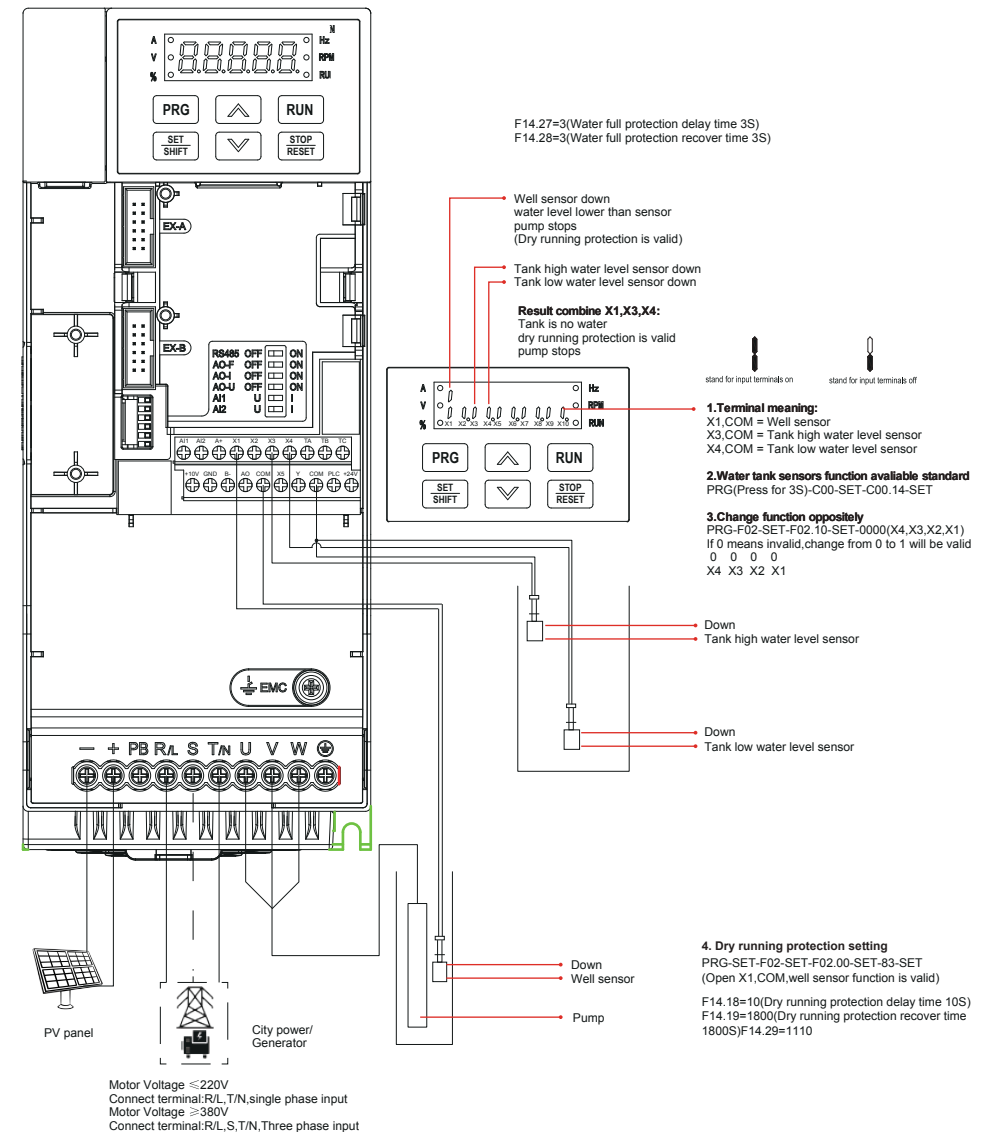 N
A
Hz
V
RPM
%
RUI
PRG
RUN
SET
SHIFT
STOP
RESET
F14.27=3(Water full protection delay time 3S)
F14.28=3(Water full protection recover time 3S)
Well sensor down
water level lower than sensor
pump stops
(Dry running protection is valid)
EX-A
Tank high water level sensor down
Tank low water level sensor down
Result combine X1,X3,X4:
Tank is no water
dry running protection is valid
pump stops
EX-B
RS485 OFF ON
AO-F OFF ON
AO-I OFF ON
AO-U OFF ON
AI1 U I
AI2 U I
stand for input terminals on
stand for input terminals off
A
Hz
V
RPM
%
X1 X2 X3 X4 X5 X6 X7 X8 X9 X10
RUN
PRG
RUN
SET
SHIFT
STOP
RESET
1.Terminal meaning:
X1,COM = Well sensor
X3,COM = Tank high water level sensor
X4,COM = Tank low water level sensor
2.Water tank sensors function avaliable standard
PRG(Press for 3S)-C00-SET-C00.14-SET
3.Change function oppositely
PRG-F02-SET-F02.10-SET-0000(X4,X3,X2,X1)
If 0 means invalid,change from 0 to 1 will be valid
0 0 0 0
X4 X3 X2 X1
AI1 AI2 A+ X1 X2 X3 X4 TA TB TC
+10V GND B- AO COM X5 Y COM PLC +24V
Down
Tank high water level sensor
EMC
Down
Tank low water level sensor
— + PB R/L S T/N U V W
Down
Well sensor
Pump
4. Dry running protection setting
PRG-SET-F02-SET-F02.00-SET-83-SET
(Open X1,COM,well sensor function is valid)
F14.18=10(Dry running protection delay time 10S)
F14.19=1800(Dry running protection recover time
1800S)F14.29=1110
PV panel
City power/
Generator
Motor Voltage ≤220V
Connect terminal:R/L,T/N,single phase input
Motor Voltage ≥380V
Connect terminal:R/L,S,T/N,Three phase input